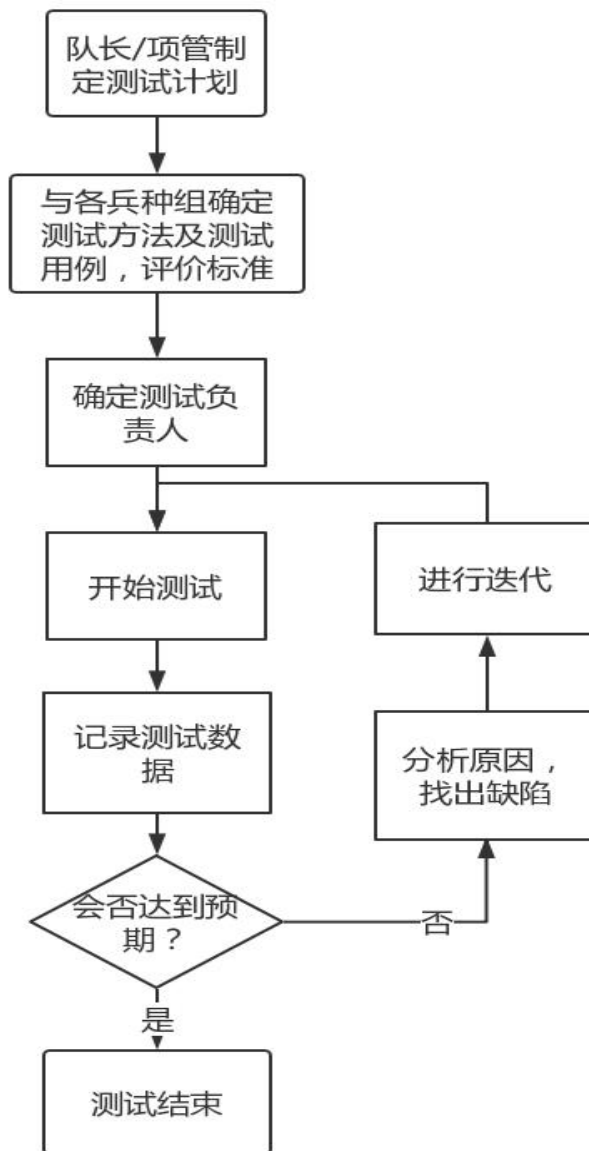 队长/项管制
定测试计划
与各兵种组确定
测试方法及测试
用例，评价标准
确定测试负
责人
开始测试
进行迭代
记录测试数
据
分析原因，
找出缺陷
会否达到预
期？
否
是
测试结束